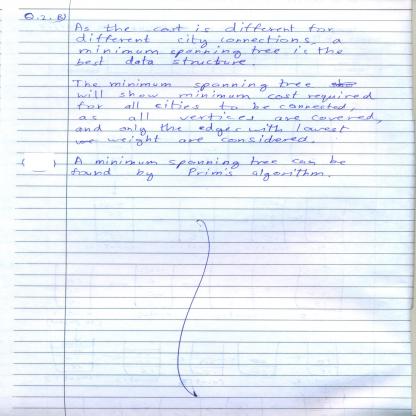 Q.2. B)
As the cost is different for
different city connections, a
minimum spanning tree is the
best data structure.
The minimum spanning tree
will show minimum cost required
for all cities to be connected,
as all vertices are covered,
and only the edges with lowest
weight are considered.
A minimum spanning tree can be
found by Prim's algorithm.